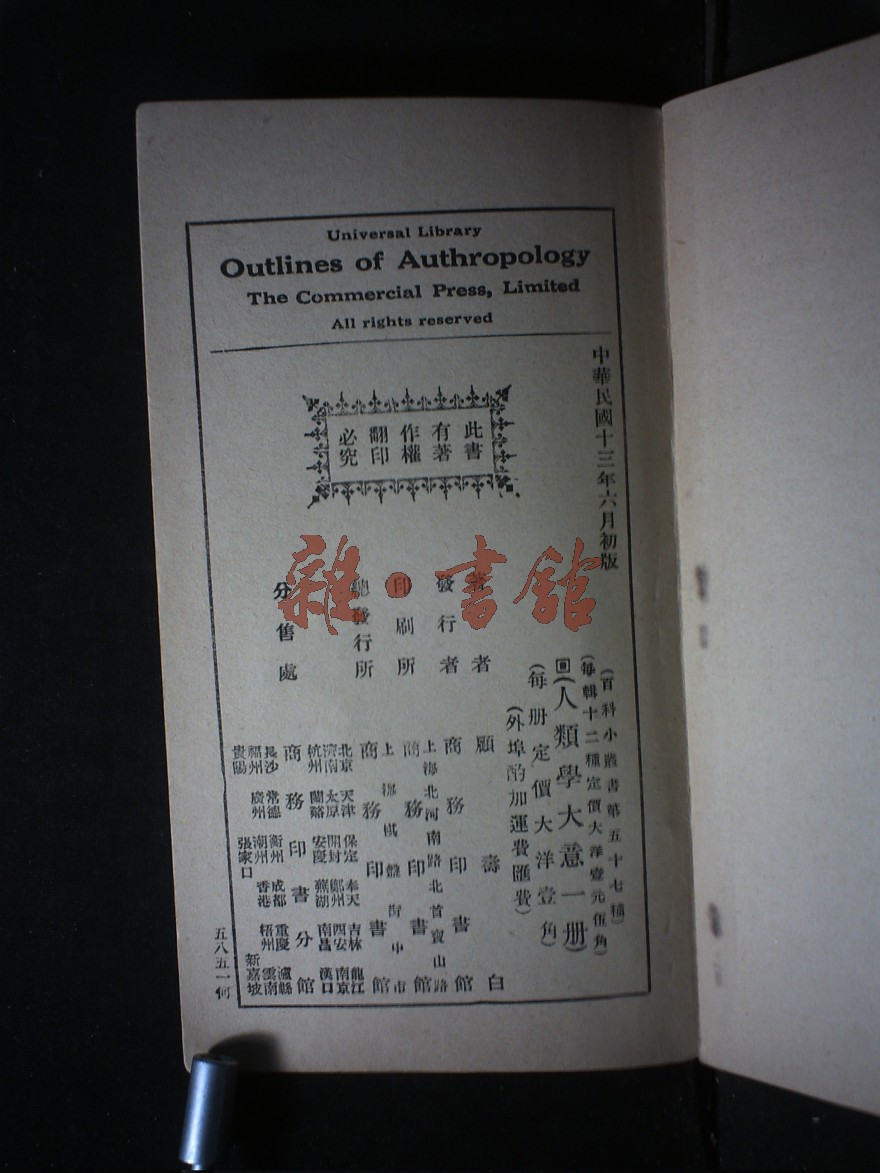 Universal Library
Outlines of Authropology
The Commercial Press, Limited
All rights reserved
中華民國十三年六月初版
此書
有著
作權
翻印
必究
(百科小叢書第五十七種)
(每輯十二種定價大洋壹元伍角)
回(人類學大意一册)
(每册定價大洋壹角)
(外埠酌加運費匯費)
著者 顧壽白
發行者 商務印書館
印刷所 上海北河南路北首寶山路
商務印書館
總發行所 上海棋盤街中市
商務印書館
分售處
北京 天津 保定 奉天 吉林 龍江
濟南 太原 開封 鄭州 西安 南京
杭州 蘭谿 安慶 蕪湖 南昌 漢口
商務印書分館
長沙 常德 衡州 成都 重慶 瀘縣
福州 廣州 潮州 香港 梧州 雲南
貴陽 張家口 新嘉坡
五八五一何
雜·書館